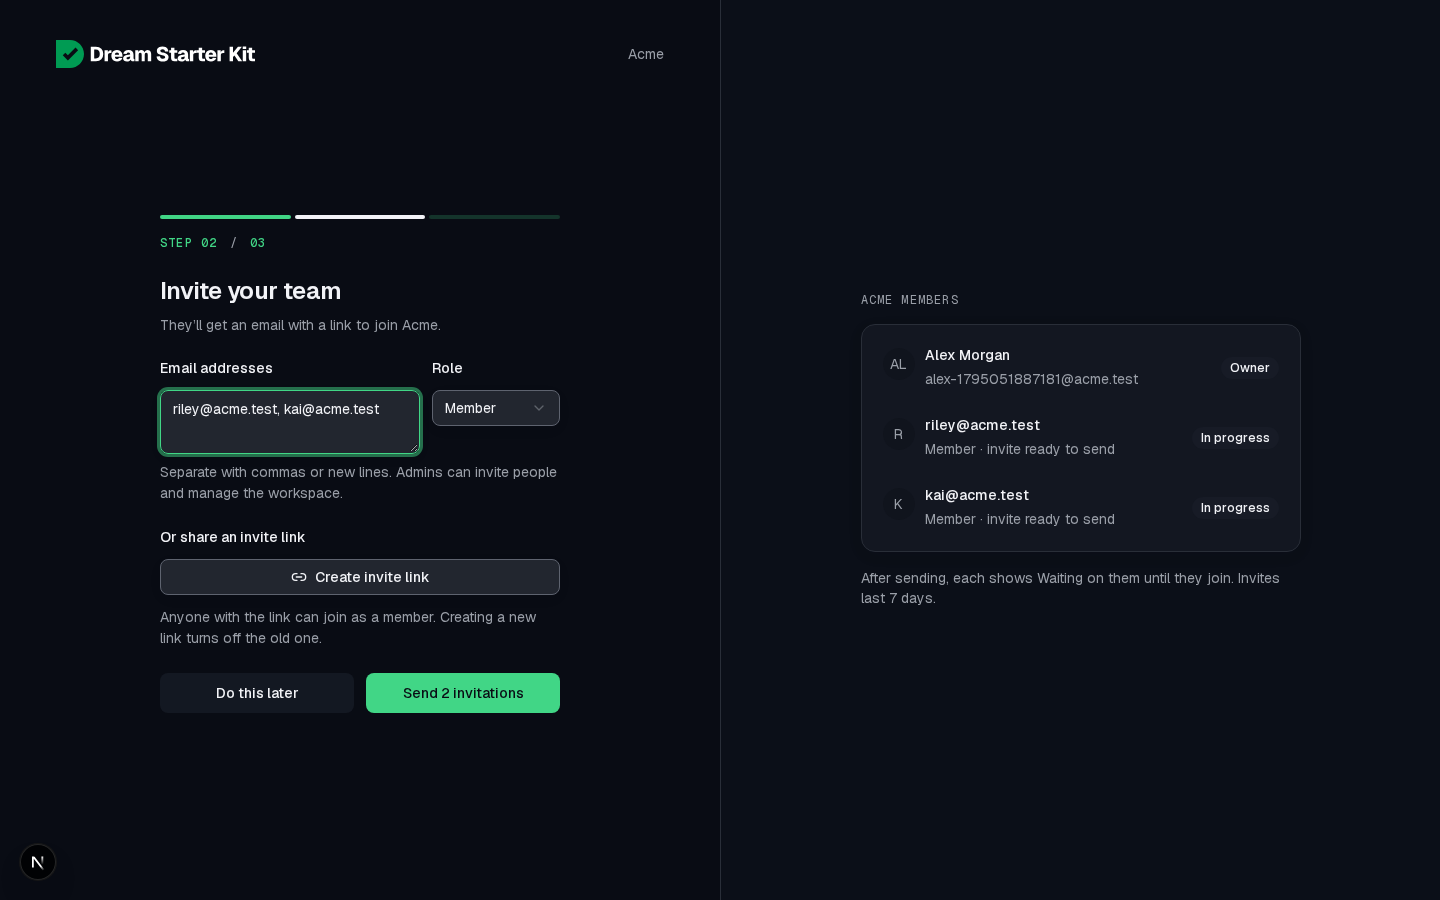 Dream Starter Kit
Acme
STEP 02 / 03
Invite your team
They'll get an email with a link to join Acme.
Email addresses
Role
riley@acme.test, kai@acme.test
Member
Separate with commas or new lines. Admins can invite people
and manage the workspace.
Or share an invite link
Create invite link
Anyone with the link can join as a member. Creating a new
link turns off the old one.
Do this later
Send 2 invitations
ACME MEMBERS
AL
Alex Morgan
alex-1795051887181@acme.test
Owner
R
riley@acme.test
Member · invite ready to send
In progress
K
kai@acme.test
Member · invite ready to send
In progress
After sending, each shows Waiting on them until they join. Invites
last 7 days.
N